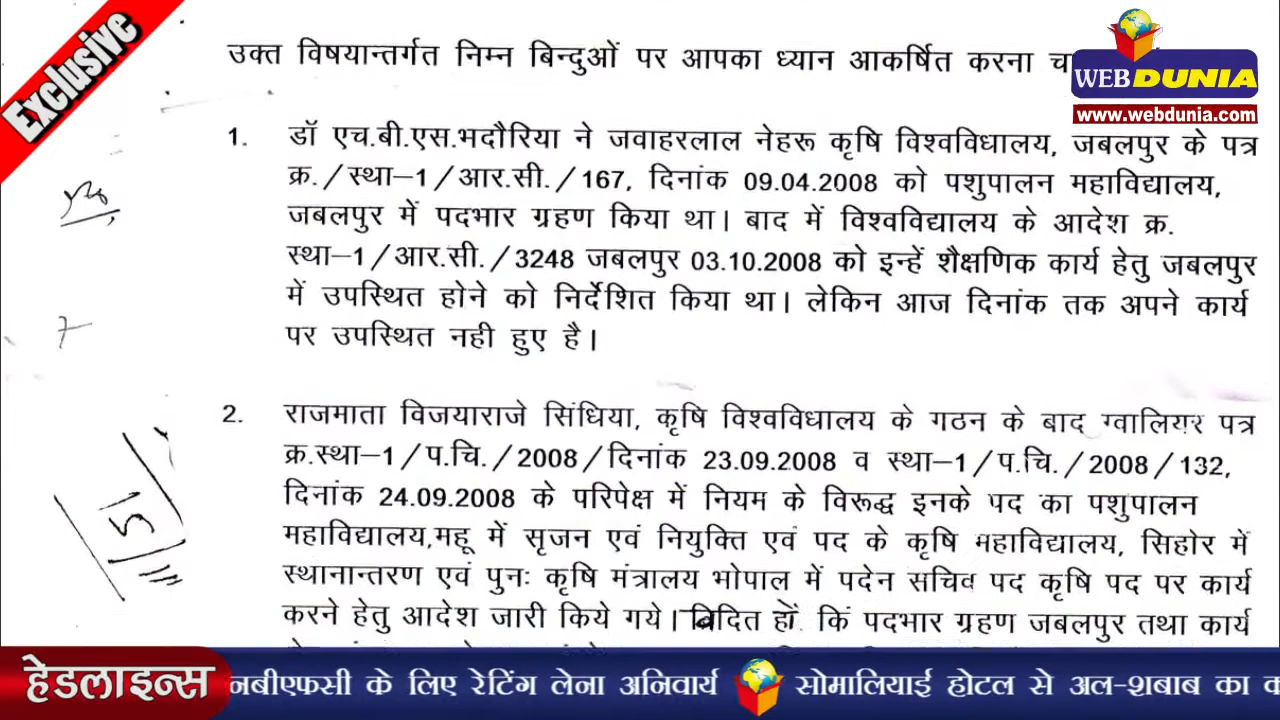 Exclusive
उक्त विषयान्तर्गत निम्न बिन्दुओं पर आपका ध्यान आकर्षित करना
WEBDUNIA
www.webdunia.com
1. डॉ एच.बी.एस.भदौरिया ने जवाहरलाल नेहरू कृषि विश्वविधालय, जबलपुर के पत्र
क्र./स्था–1/आर.सी./167, दिनांक 09.04.2008 को पशुपालन महाविद्यालय,
जबलपुर में पदभार ग्रहण किया था। बाद में विश्वविद्यालय के आदेश क्र.
स्था–1/आर.सी./3248 जबलपुर 03.10.2008 को इन्हें शैक्षणिक कार्य हेतु जबलपुर
में उपस्थित होने को निर्देशित किया था। लेकिन आज दिनांक तक अपने कार्य
पर उपस्थित नही हुए है।
2. राजमाता विजयाराजे सिंधिया, कृषि विश्वविधालय के गठन के बाद ग्वालियर पत्र
क्र.स्था–1/प.चि./2008/दिनांक 23.09.2008 व स्था–1/प.चि./2008/132,
दिनांक 24.09.2008 के परिपेक्ष में नियम के विरूद्ध इनके पद का पशुपालन
महाविद्यालय,महू में सृजन एवं नियुक्ति एवं पद के कृषि महाविद्यालय, सिहोर में
स्थानान्तरण एवं पुनः कृषि मंत्रालय भोपाल में पदेन सचिव पद कृषि पद पर कार्य
करने हेतु आदेश जारी किये गये। विदित हों कि पदभार ग्रहण जबलपुर तथा कार्य
हेडलाइन्स
नबीएफसी के लिए रेटिंग लेना अनिवार्य सोमालियाई होटल से अल-शबाब का